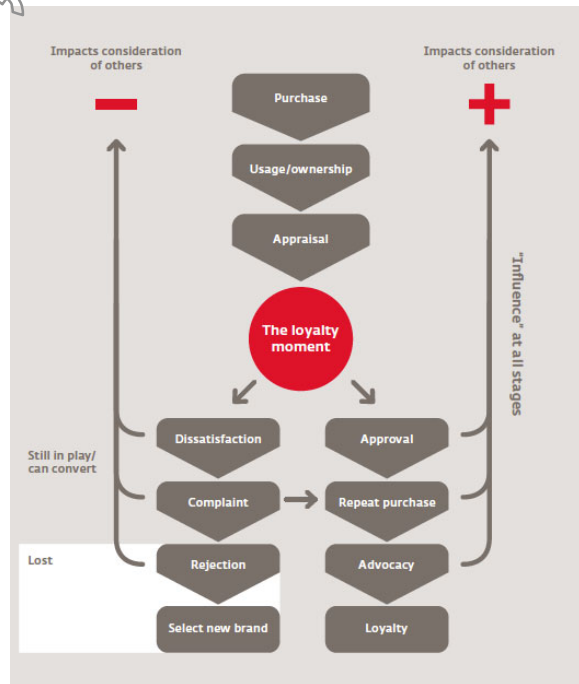 Impacts consideration
of others
Impacts consideration
of others
Purchase
Usage/ownership
Appraisal
The loyalty
moment
"Influence" at all stages
Dissatisfaction
Approval
Still in play/
can convert
Complaint
Repeat purchase
Lost
Rejection
Advocacy
Select new brand
Loyalty